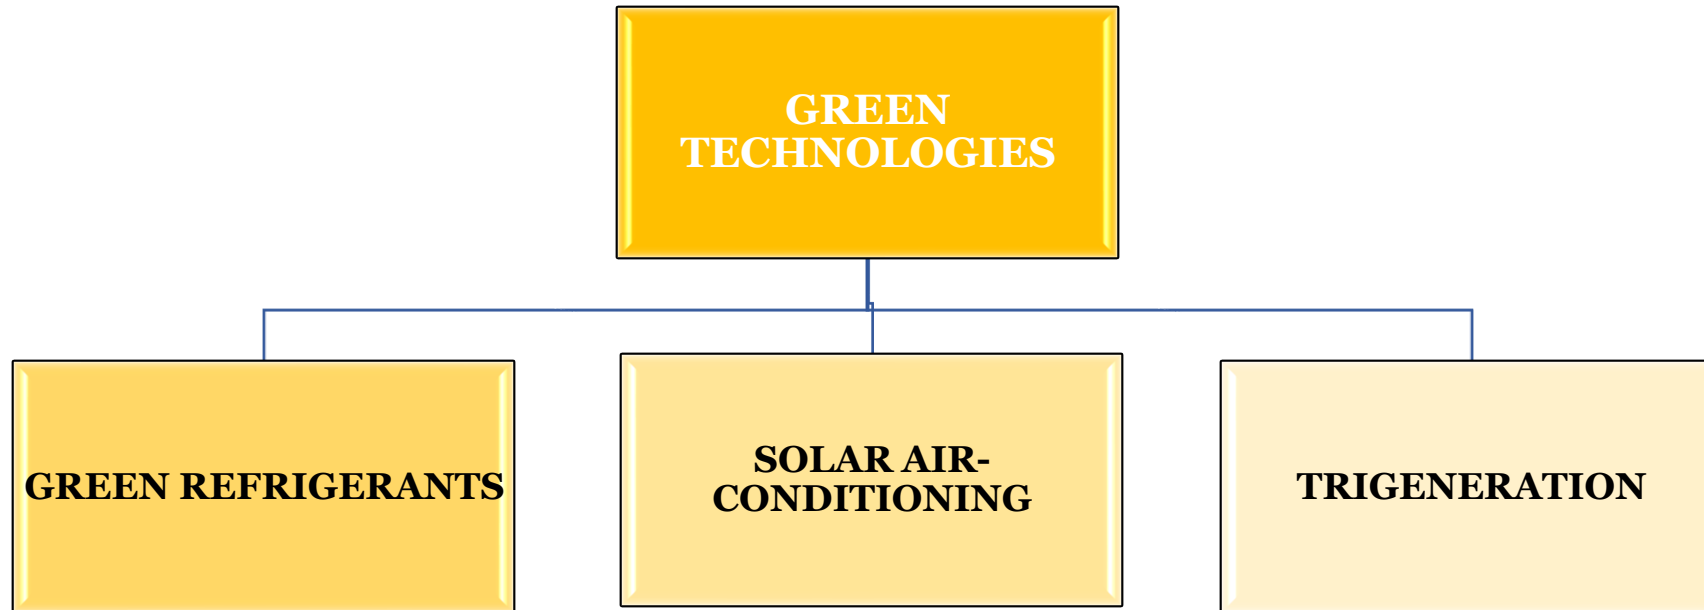 GREEN
TECHNOLOGIES
GREEN REFRIGERANTS
SOLAR AIR-
CONDITIONING
TRIGENERATION